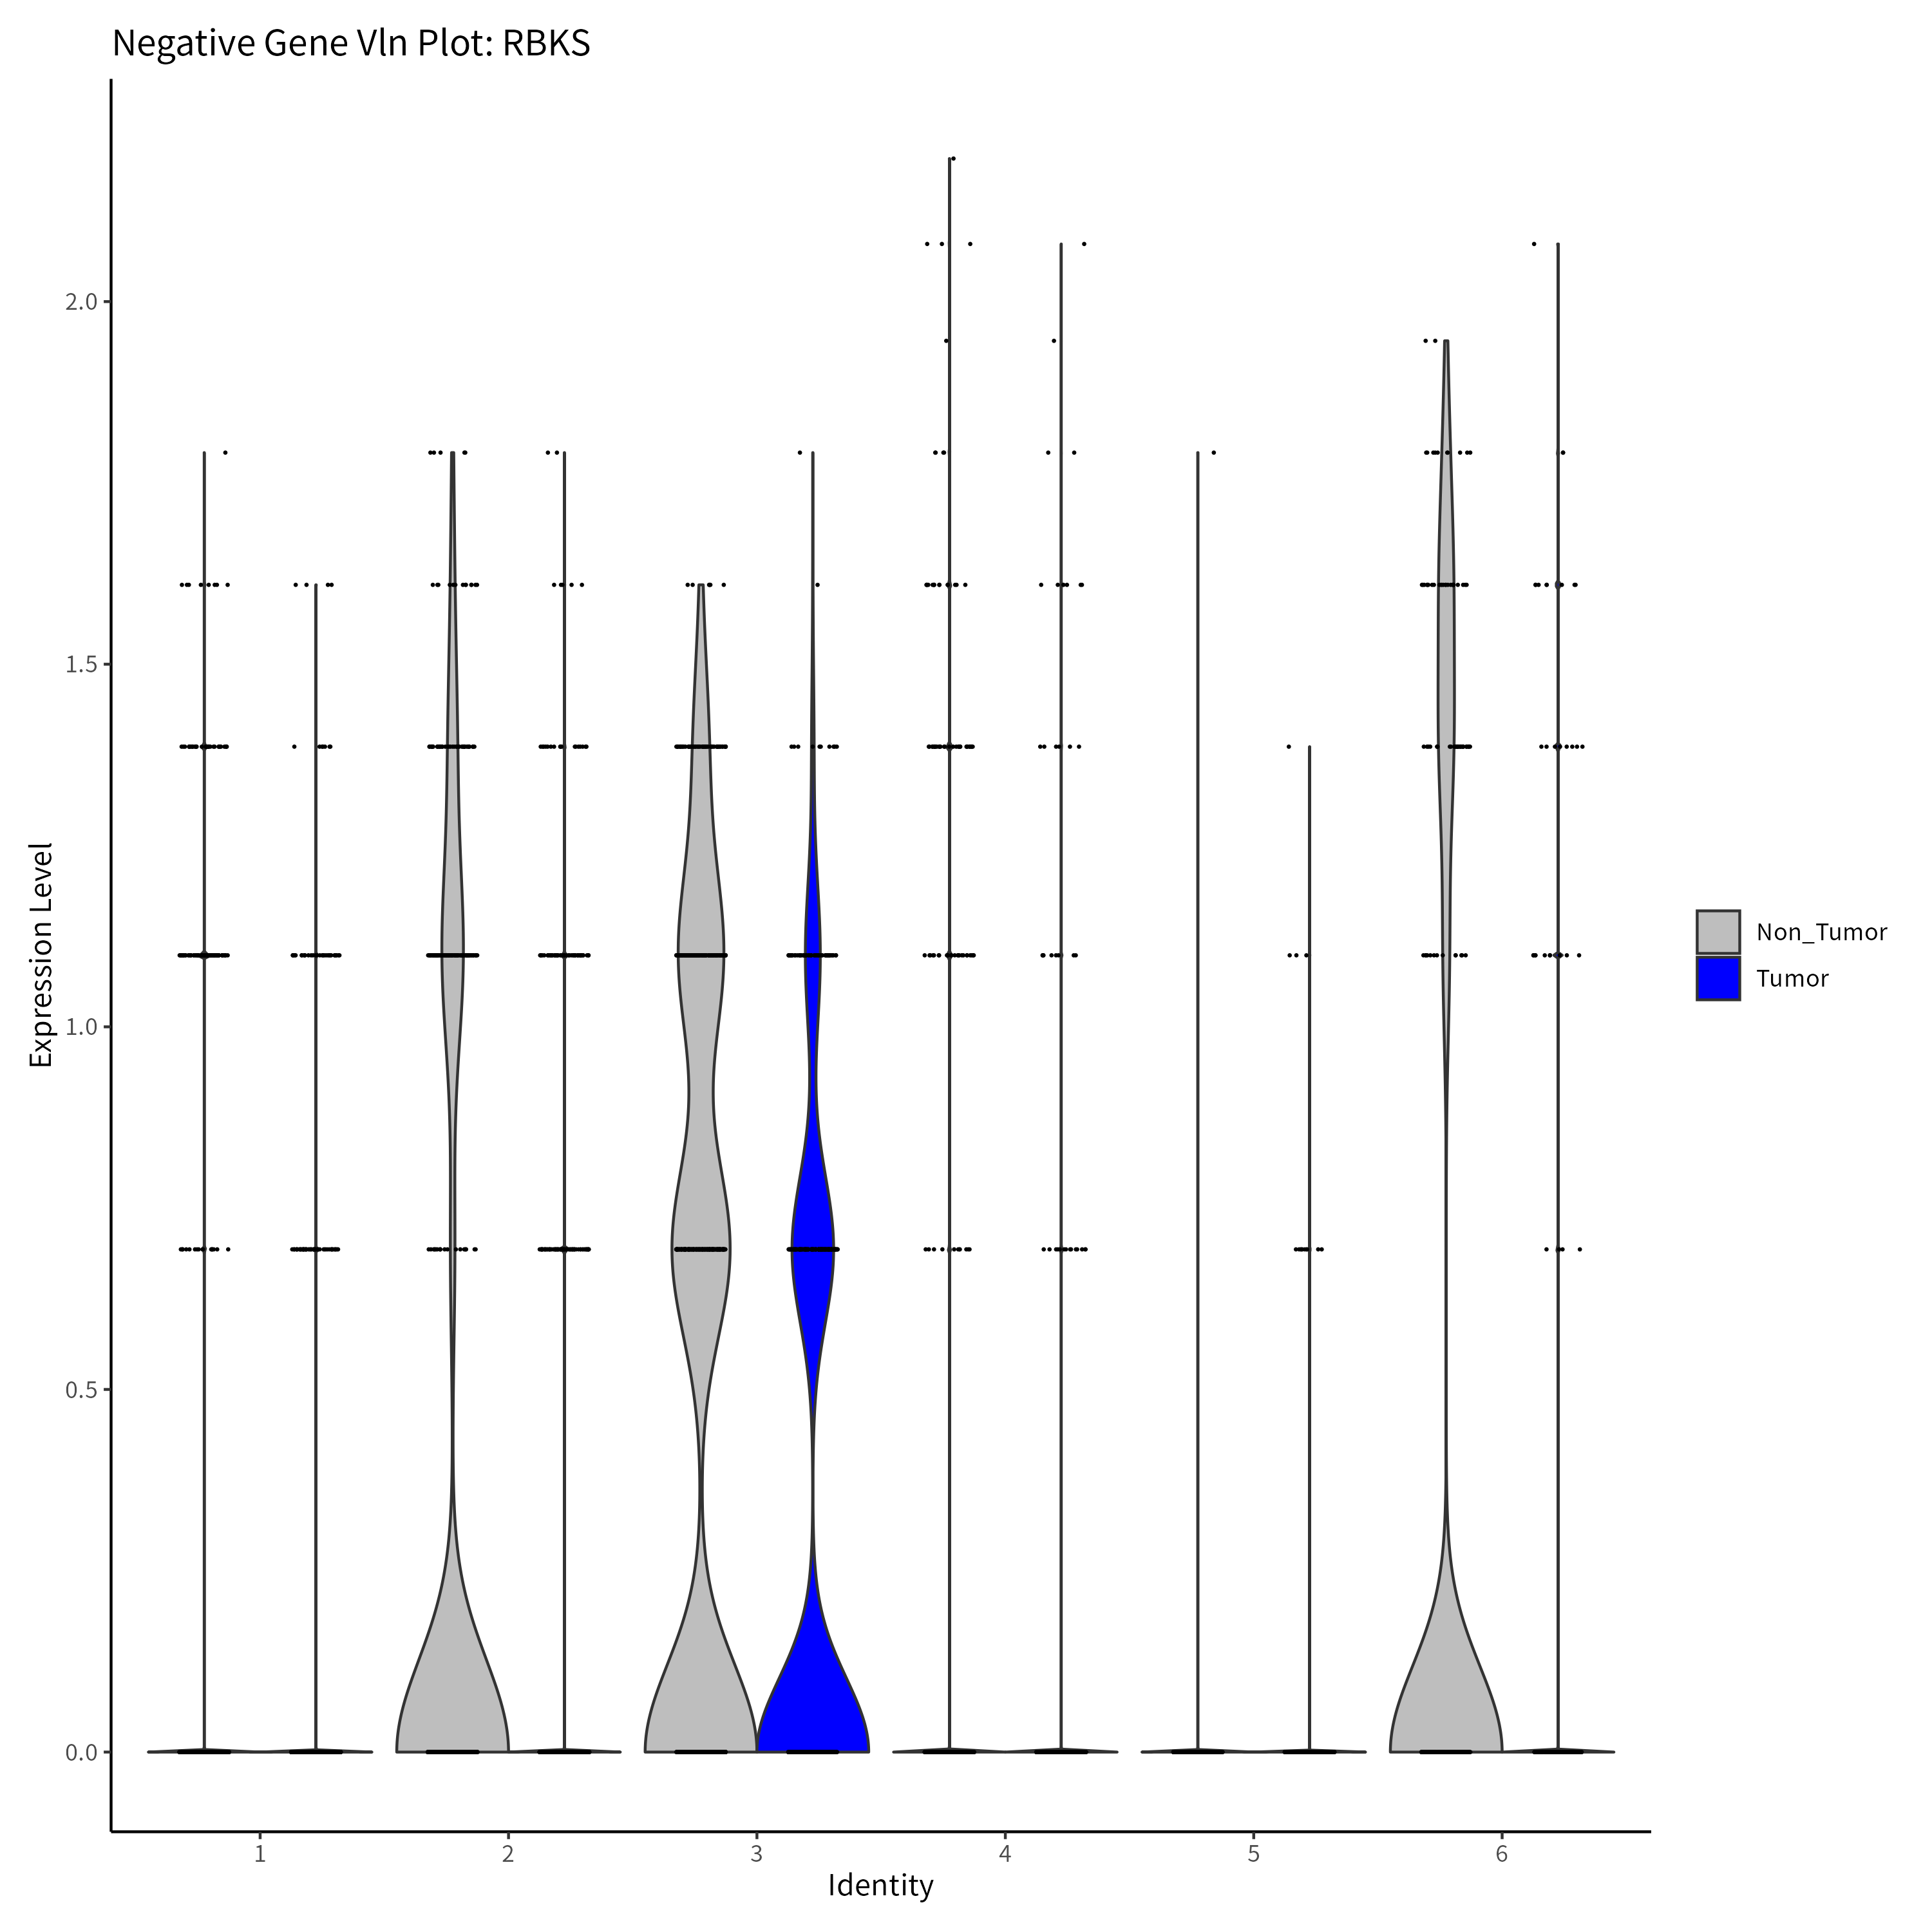 Negative Gene Vln Plot: RBKS
Expression Level
2.0
1.5
1.0
0.5
0.0
1 2 3 4 5 6
Identity
Non_Tumor
Tumor